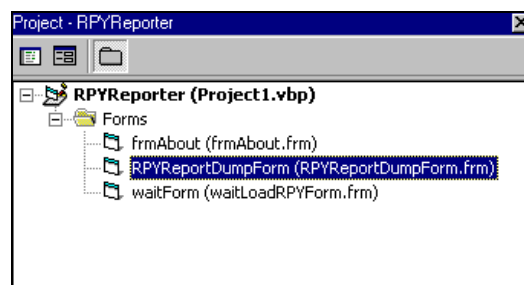 Project - RPYReporter
RPYReporter (Project1.vbp)
Forms
frmAbout (frmAbout.frm)
RPYReportDumpForm (RPYReportDumpForm.frm)
waitForm (waitLoadRPYForm.frm)